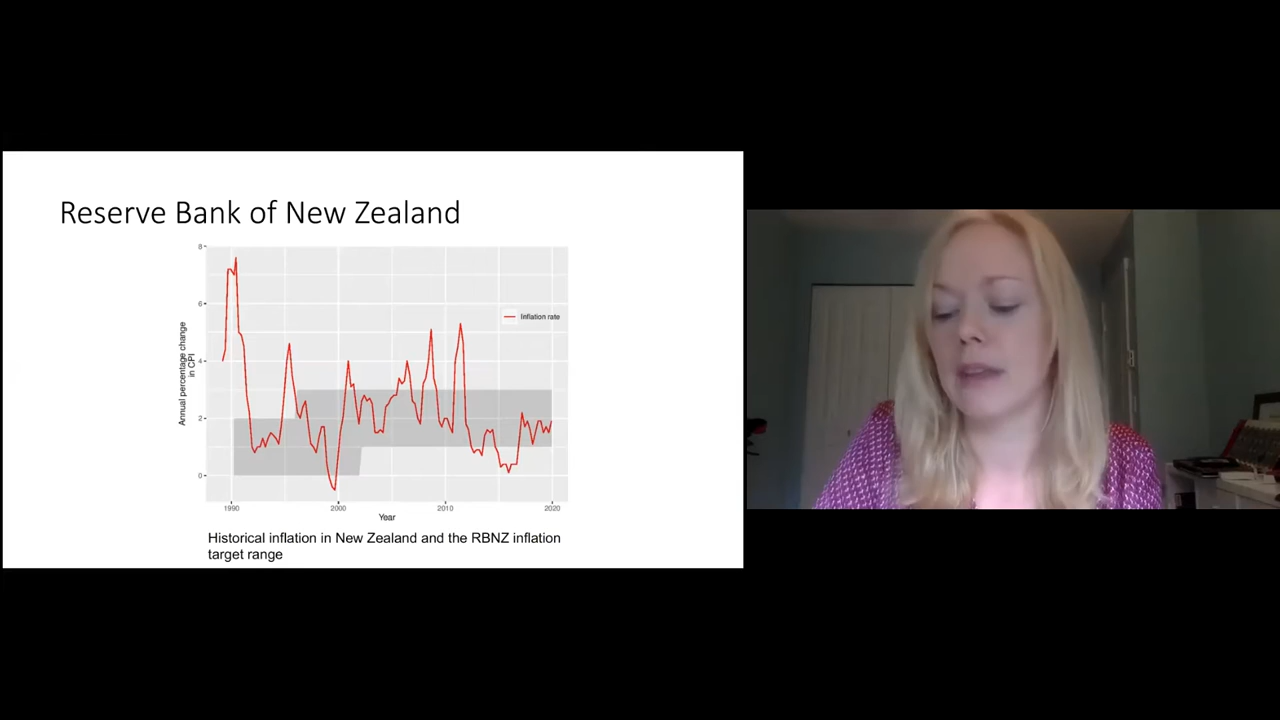 Reserve Bank of New Zealand
8
6
4
2
0
Annual percentage change
in CPI
Inflation rate
1990
2000
2010
2020
Year
Historical inflation in New Zealand and the RBNZ inflation
target range